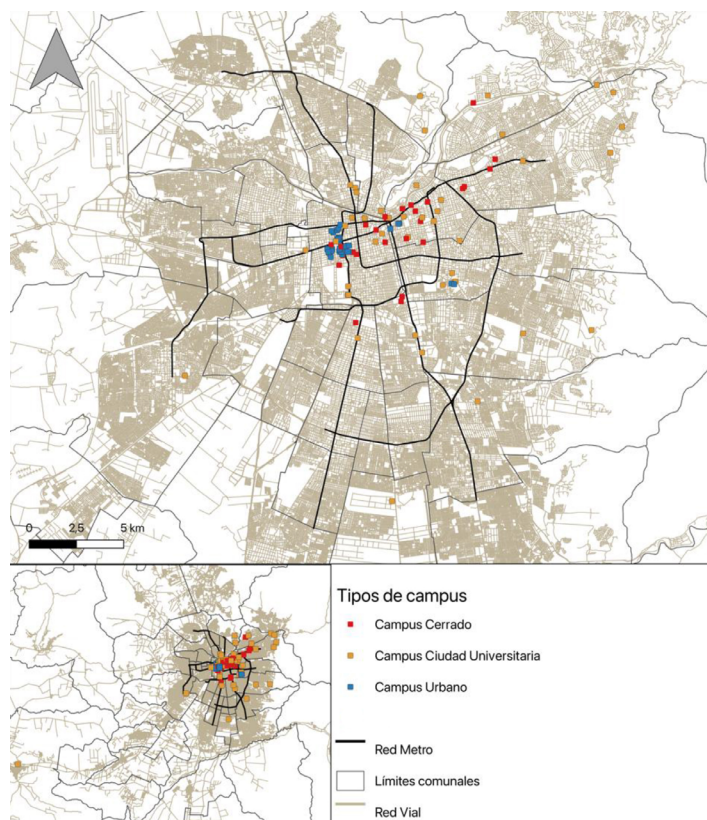 0 2,5 5 km
Tipos de campus
Campus Cerrado
Campus Ciudad Universitaria
Campus Urbano
Red Metro
Límites comunales
Red Vial